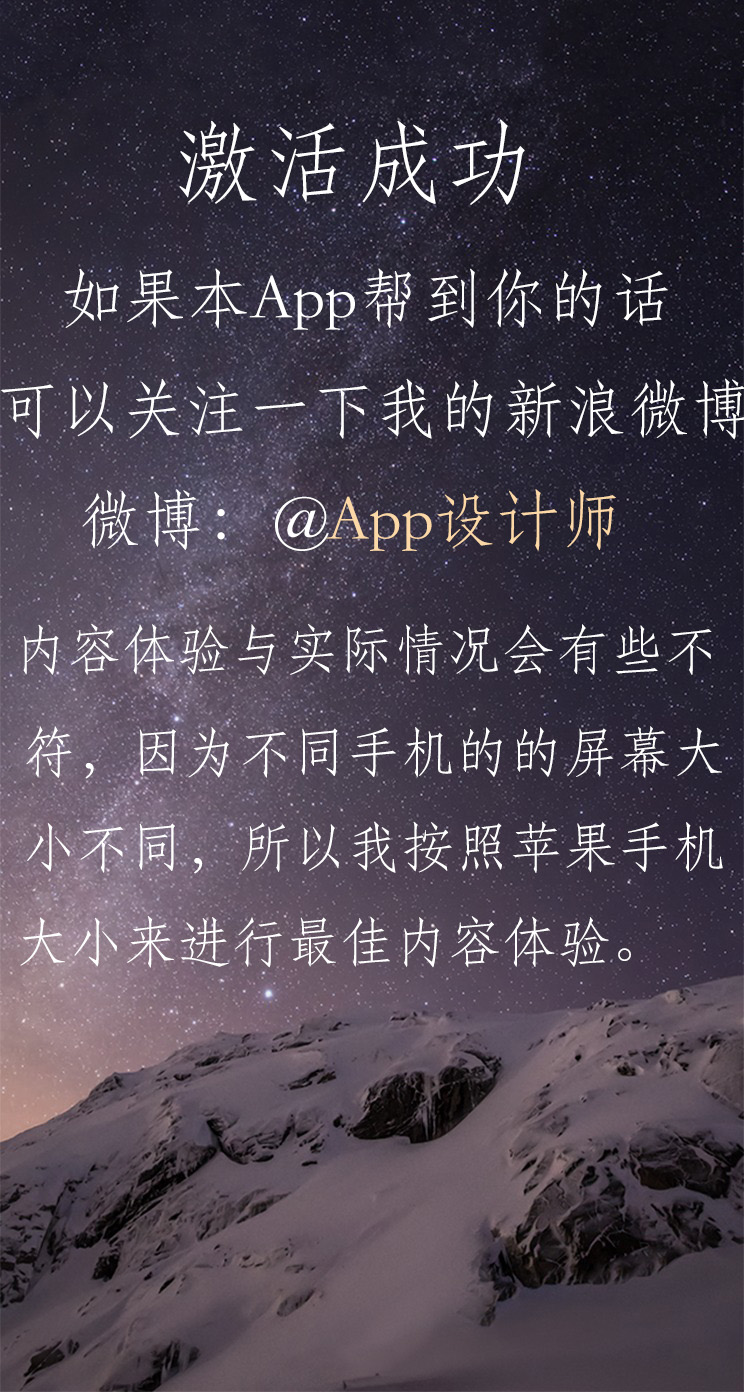 激活成功
如果本App帮到你的话
可以关注一下我的新浪微博
微博：@App设计师
内容体验与实际情况会有些不
符，因为不同手机的的屏幕大
小不同，所以我按照苹果手机
大小来进行最佳内容体验。